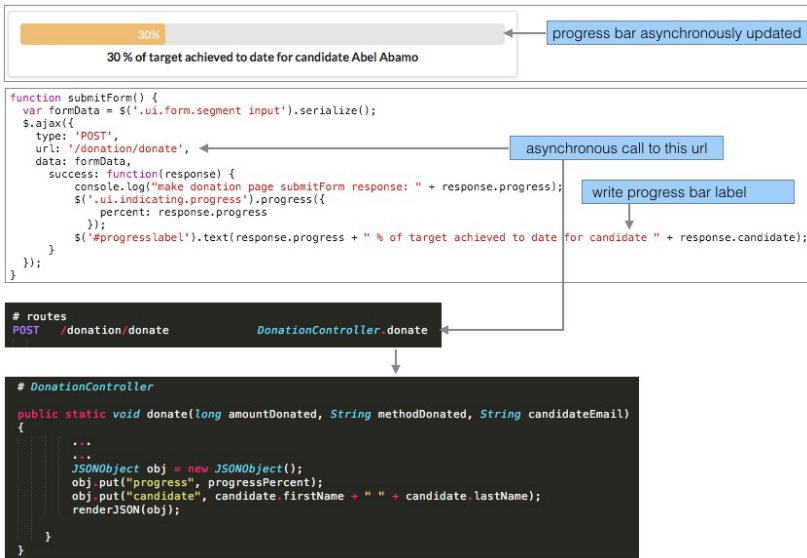 30%
progress bar asynchronously updated
30 % of target achieved to date for candidate Abel Abamo
function submitForm() {
var formData = $('.ui.form.segment input').serialize();
$.ajax({
type: 'POST',
url: '/donation/donate',
asynchronous call to this url
data: formData,
success: function(response) {
console.log("make donation page submitForm response: " + response.progress);
$('.ui.indicating.progress').progress({
write progress bar label
percent: response.progress
});
$('#progresslabel').text(response.progress + " % of target achieved to date for candidate " + response.candidate);
}
});
}
# routes
POST /donation/donate DonationController.donate
# DonationController
public static void donate(long amountDonated, String methodDonated, String candidateEmail)
{
...
...
JSONObject obj = new JSONObject();
obj.put("progress", progressPercent);
obj.put("candidate", candidate.firstName + " " + candidate.lastName);
renderJSON(obj);
}
}